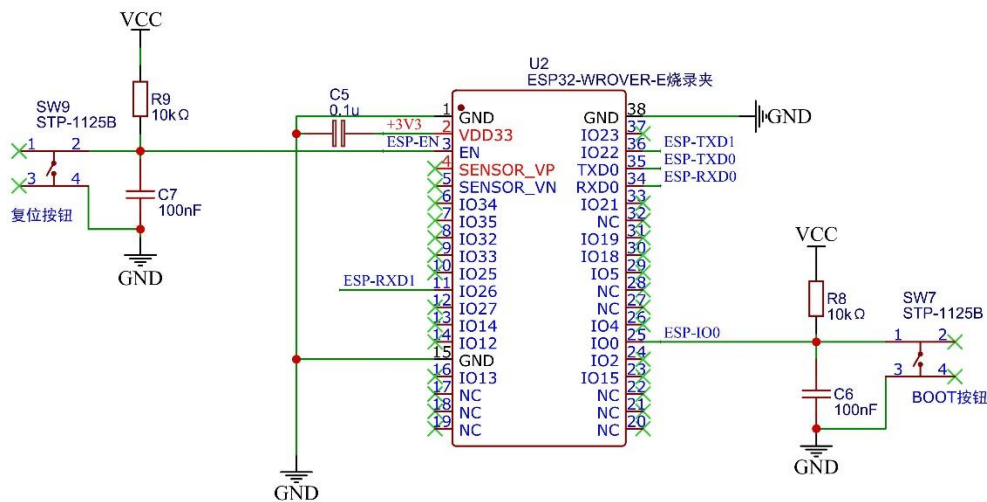 VCC
R9
10kΩ
SW9
STP-1125B
1
2
3
4
复位按钮
C7
100nF
GND
C5
0.1u
+3V3
ESP-EN
ESP-RXD1
GND
U2
ESP32-WROVER-E烧录夹
1 GND
2 VDD33
3 EN
4 SENSOR_VP
5 SENSOR_VN
6 IO34
7 IO35
8 IO32
9 IO33
10 IO25
11 IO26
12 IO27
13 IO14
14 IO12
15 GND
16 IO13
17 NC
18 NC
19 NC
GND 38
IO23 37
IO22 36
TXD0 35
RXD0 34
IO21 33
NC 32
IO19 31
IO18 30
IO5 29
NC 28
NC 27
IO4 26
IO0 25
IO2 24
IO15 23
NC 22
NC 21
NC 20
GND
ESP-TXD1
ESP-TXD0
ESP-RXD0
ESP-IO0
VCC
R8
10kΩ
SW7
STP-1125B
1
2
3
4
BOOT按钮
C6
100nF
GND